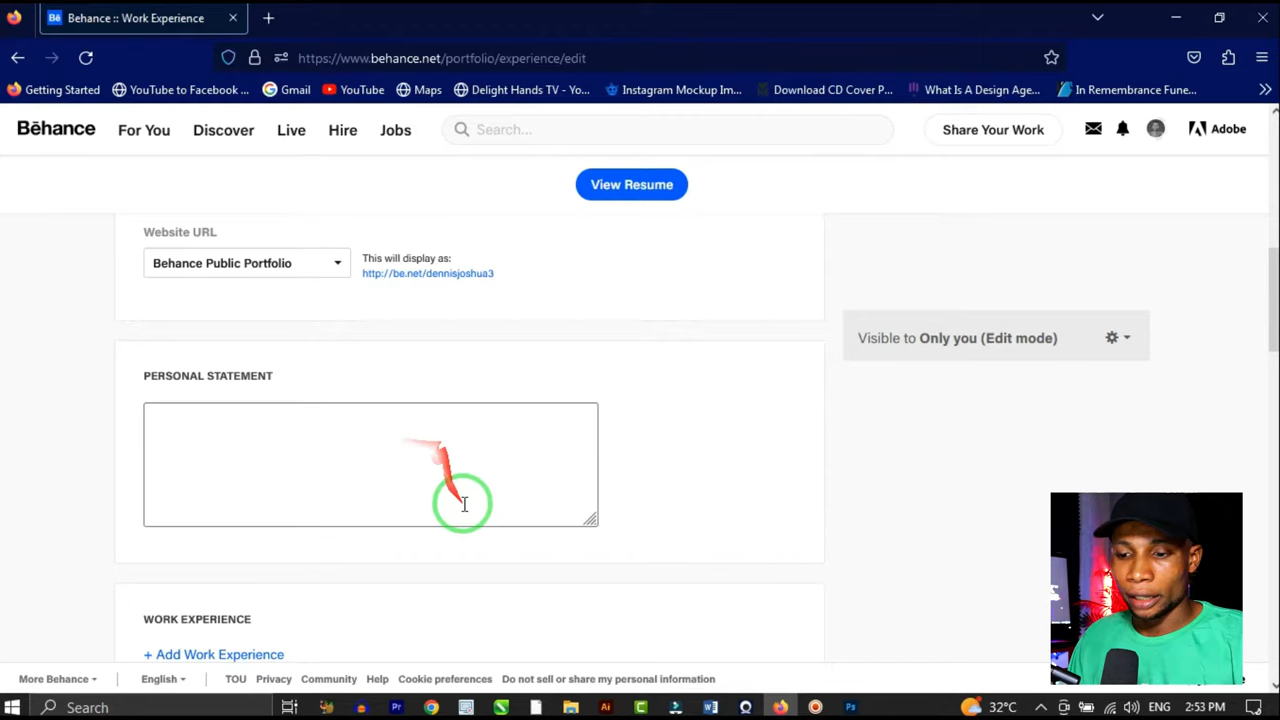 Behance :: Work Experience
https://www.behance.net/portfolio/experience/edit
Getting Started YouTube to Facebook ... Gmail YouTube Maps Delight Hands TV - Yo... Instagram Mockup Im... Download CD Cover P... What Is A Design Age... In Remembrance Fune...
Bēhance For You Discover Live Hire Jobs Search... Share Your Work Adobe
View Resume
Website URL
Behance Public Portfolio
This will display as:
http://be.net/dennisjoshua3
Visible to Only you (Edit mode)
PERSONAL STATEMENT
WORK EXPERIENCE
+ Add Work Experience
More Behance English TOU Privacy Community Help Cookie preferences Do not sell or share my personal information
Search 32°C ENG 2:53 PM